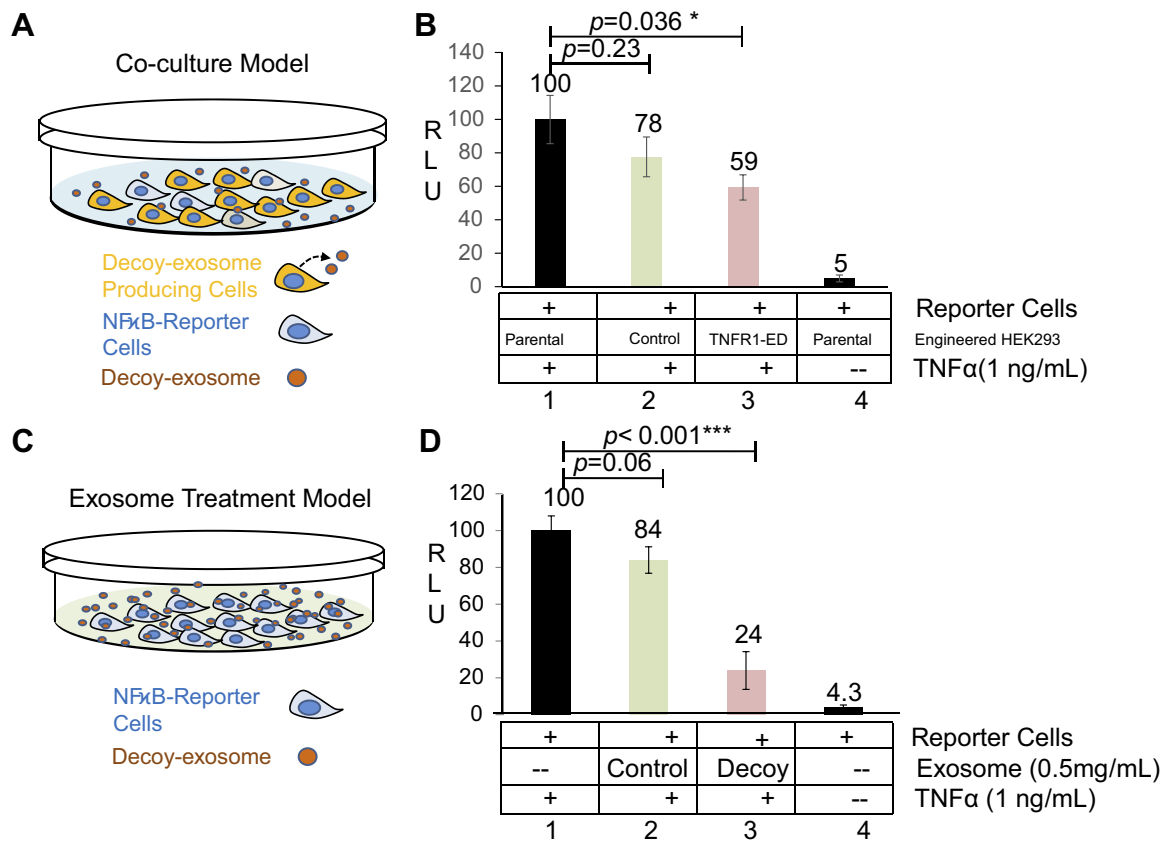 A
Co-culture Model
Decoy-exosome
Producing Cells
NFϰB-Reporter
Cells
Decoy-exosome
B
p=0.036 *
p=0.23
RLU
140
120
100
80
60
40
20
0
100
78
59
5
+ + + + Reporter Cells
Parental Control TNFR1-ED Parental Engineered HEK293
+ + + -- TNFα(1 ng/mL)
1 2 3 4
C
Exosome Treatment Model
NFϰB-Reporter
Cells
Decoy-exosome
D
p< 0.001***
p=0.06
RLU
120
100
80
60
40
20
0
100
84
24
4.3
+ + + + Reporter Cells
-- Control Decoy -- Exosome (0.5mg/mL)
+ + + -- TNFα (1 ng/mL)
1 2 3 4